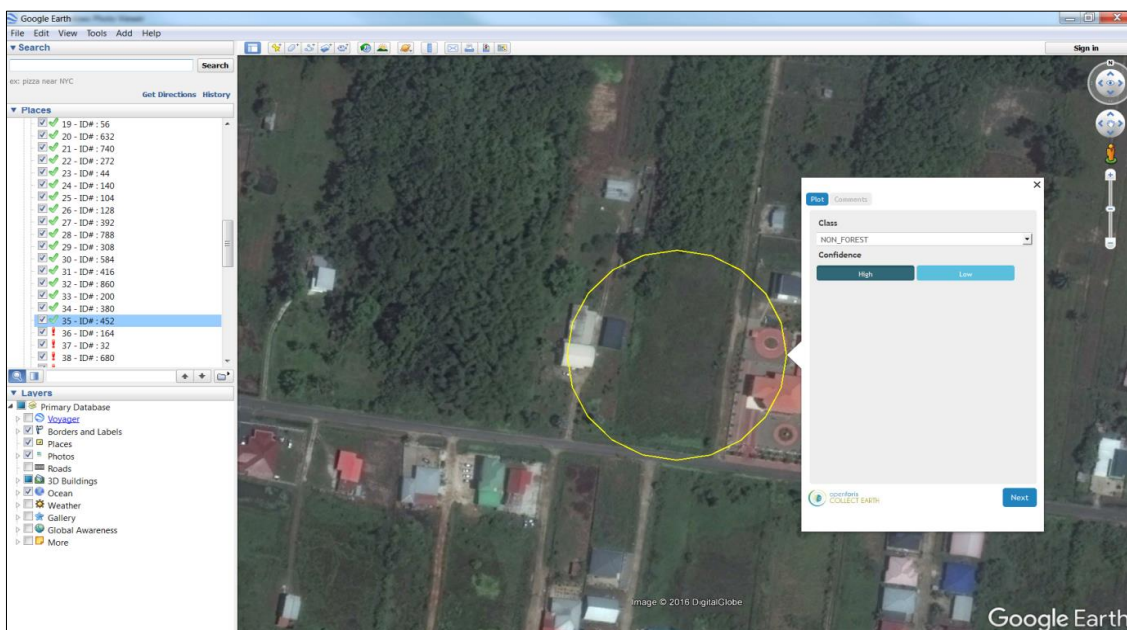 Google Earth
File Edit View Tools Add Help
Search
Sign in
Search
ex: pizza near NYC
Get Directions History
Places
19 - ID# : 56
20 - ID# : 632
21 - ID# : 740
22 - ID# : 272
23 - ID# : 44
24 - ID# : 140
25 - ID# : 104
26 - ID# : 128
27 - ID# : 392
28 - ID# : 788
29 - ID# : 308
30 - ID# : 584
31 - ID# : 416
32 - ID# : 860
33 - ID# : 200
34 - ID# : 380
35 - ID# : 452
36 - ID# : 164
37 - ID# : 32
38 - ID# : 680
Layers
Primary Database
Voyager
Borders and Labels
Places
Photos
Roads
3D Buildings
Ocean
Weather
Gallery
Global Awareness
More
N
Plot Comments
Class
NON_FOREST
Confidence
High Low
openforis
COLLECT EARTH
Next
Image © 2016 DigitalGlobe
Google Earth